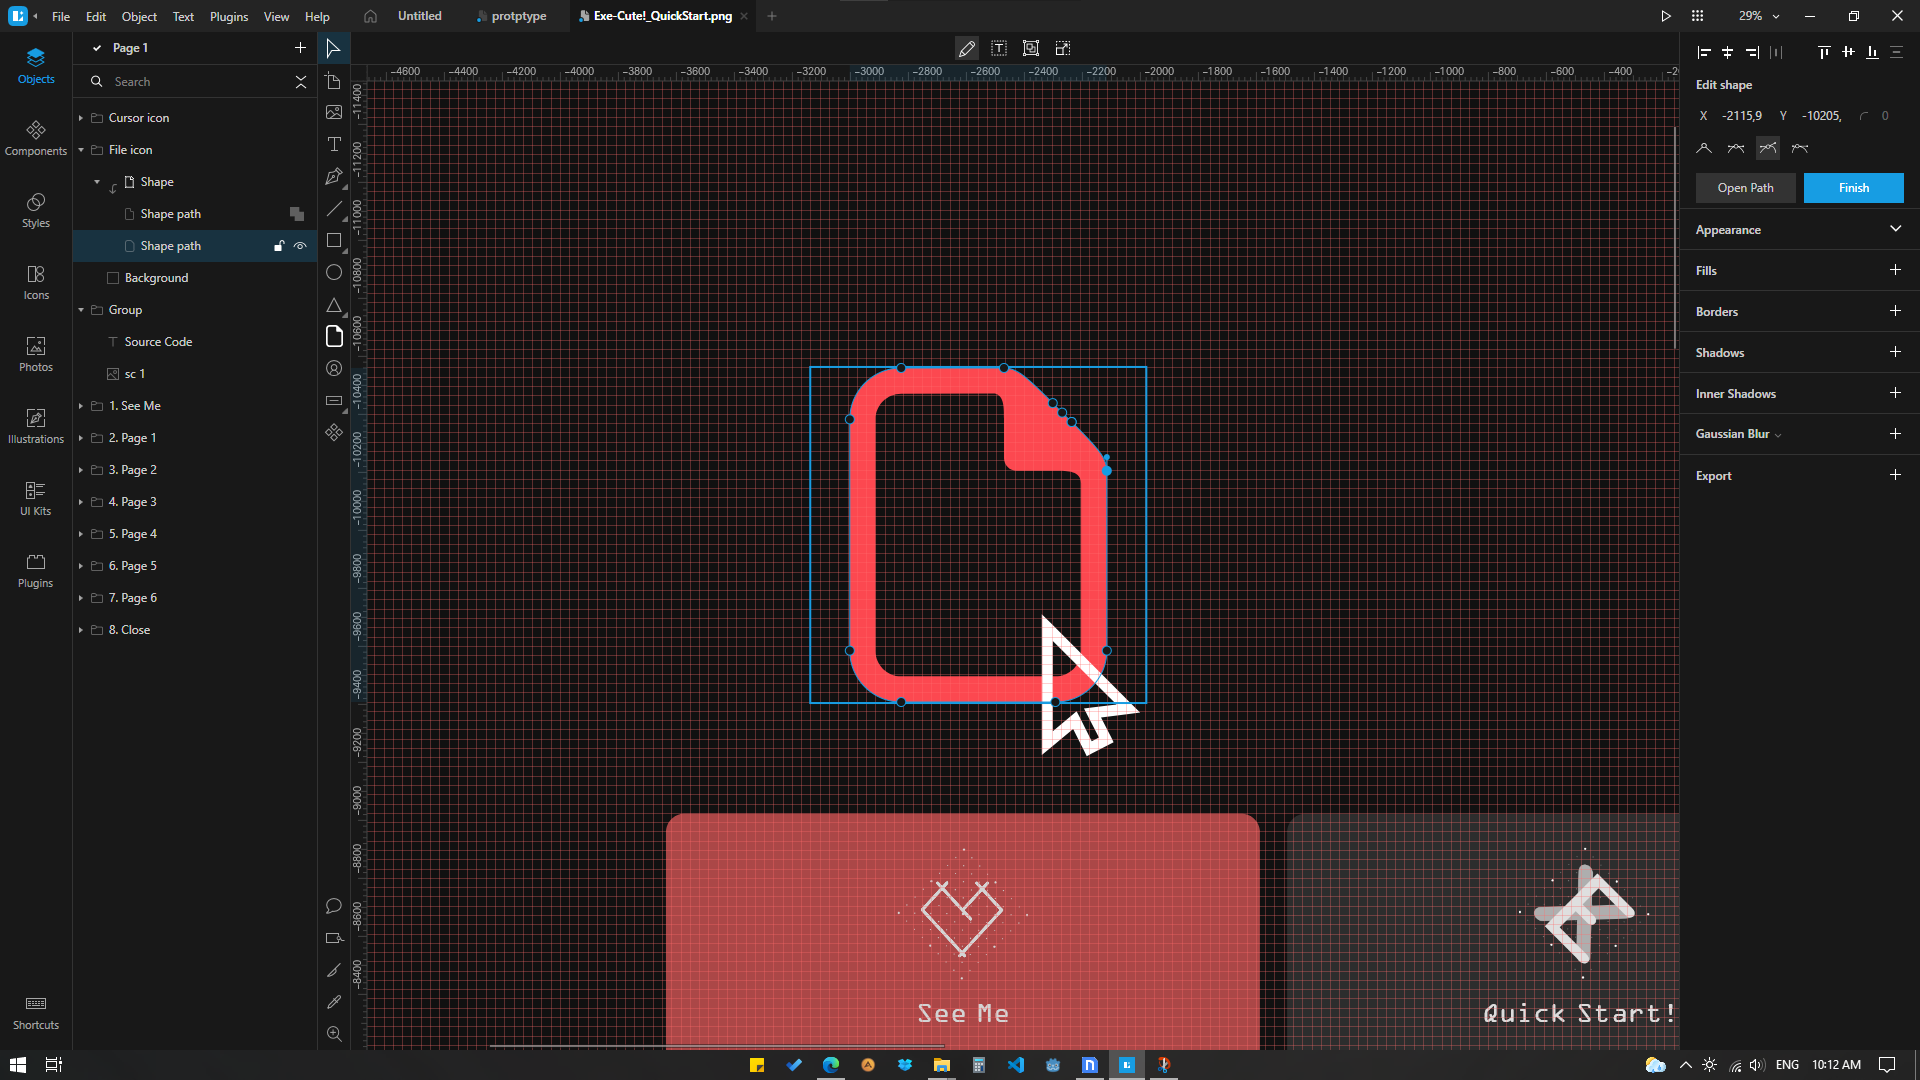 File Edit Object Text Plugins View Help
Untitled
protptype
Exe-Cute!_QuickStart.png
29%
Page 1
Search
Objects
Components
Styles
Icons
Photos
Illustrations
UI Kits
Plugins
Shortcuts
Cursor icon
File icon
Shape
Shape path
Shape path
Background
Group
Source Code
sc 1
1. See Me
2. Page 1
3. Page 2
4. Page 3
5. Page 4
6. Page 5
7. Page 6
8. Close
-4600 -4400 -4200 -4000 -3800 -3600 -3400 -3200 -3000 -2800 -2600 -2400 -2200 -2000 -1800 -1600 -1400 -1200 -1000 -800 -600 -400
-11400
-11200
-11000
-10800
-10600
-10400
-10200
-10000
-9800
-9600
-9400
-9200
-9000
-8800
-8600
-8400
See Me
Quick Start!
Edit shape
X -2115,9 Y -10205, 0
Open Path Finish
Appearance
Fills
Borders
Shadows
Inner Shadows
Gaussian Blur
Export
ENG 10:12 AM